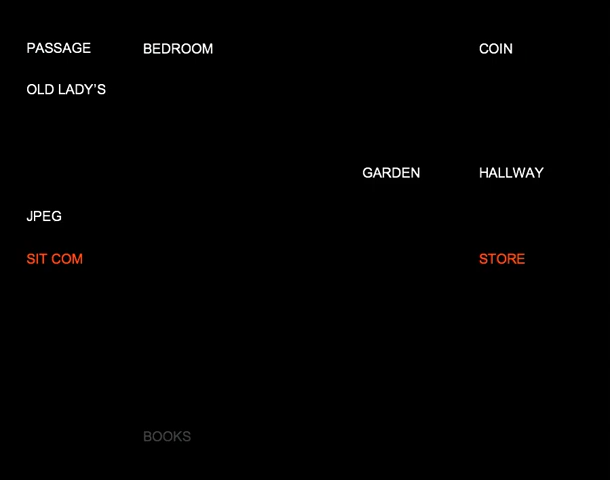 PASSAGE BEDROOM COIN
OLD LADY'S
GARDEN HALLWAY
JPEG
SIT COM STORE
BOOKS